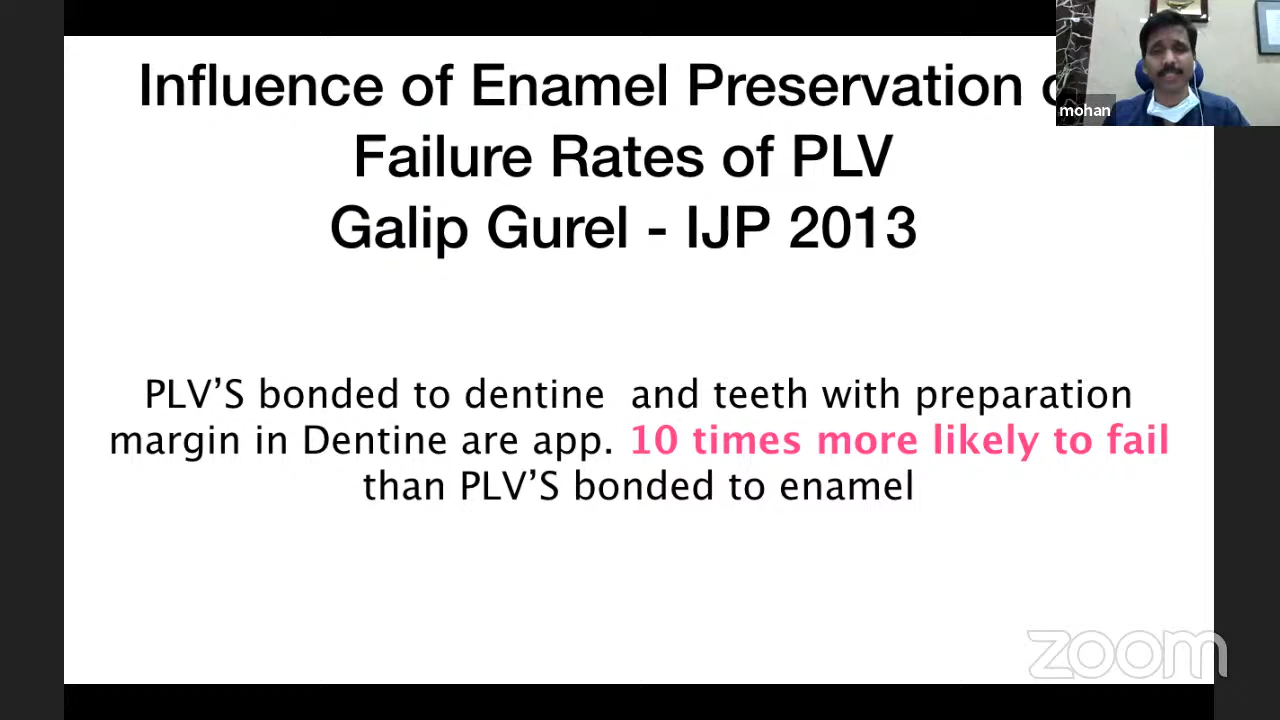 Influence of Enamel Preservation
Failure Rates of PLV
Galip Gurel - IJP 2013
mohan
PLV'S bonded to dentine and teeth with preparation
margin in Dentine are app. 10 times more likely to fail
than PLV'S bonded to enamel
zoom